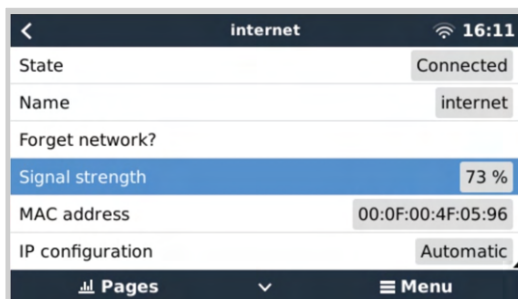 internet 16:11
State Connected
Name internet
Forget network?
Signal strength 73 %
MAC address 00:0F:00:4F:05:96
IP configuration Automatic
Pages Menu